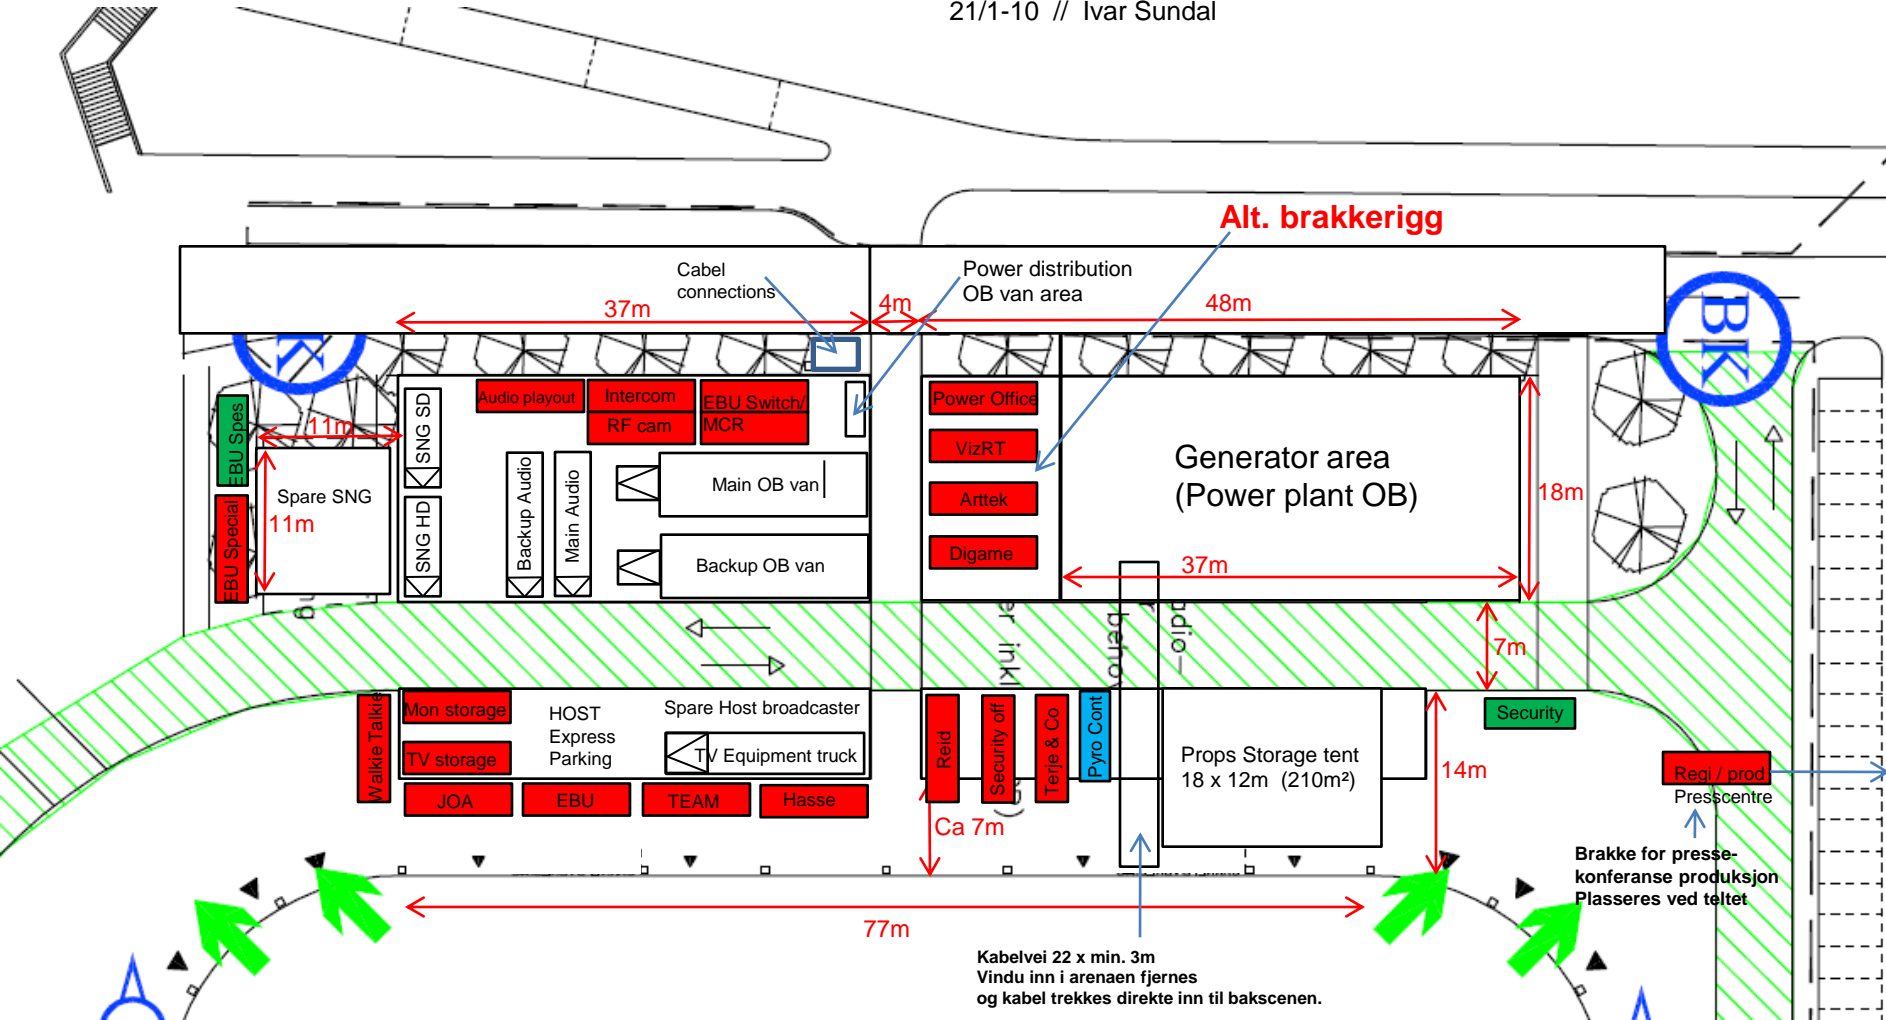 21/1-10 // Ivar Sundal
Alt. brakkerigg
Cabel
connections
Power distribution
OB van area
37m
4m
48m
BK
K
EBU Spes
11m
SNG SD
Audio playout
Intercom
RF cam
EBU Switch/
MCR
Power Office
VizRT
Arttek
Digame
Generator area
(Power plant OB)
18m
37m
Spare SNG
11m
EBU Special
SNG HD
Backup Audio
Main Audio
Main OB van
Backup OB van
ng
er inkl
beho
adio-
7m
Walkie Talkie
Mon storage
TV storage
HOST
Express
Parking
Spare Host broadcaster
TV Equipment truck
JOA
EBU
TEAM
Hasse
Reid
Security off
Terje & Co
Pyro Cont
Props Storage tent
18 x 12m (210m²)
14m
Security
Regi / prod
Presscentre
Ca 7m
Brakke for presse-
konferanse produksjon
Plasseres ved teltet
77m
Kabelvei 22 x min. 3m
Vindu inn i arenaen fjernes
og kabel trekkes direkte inn til bakscenen.